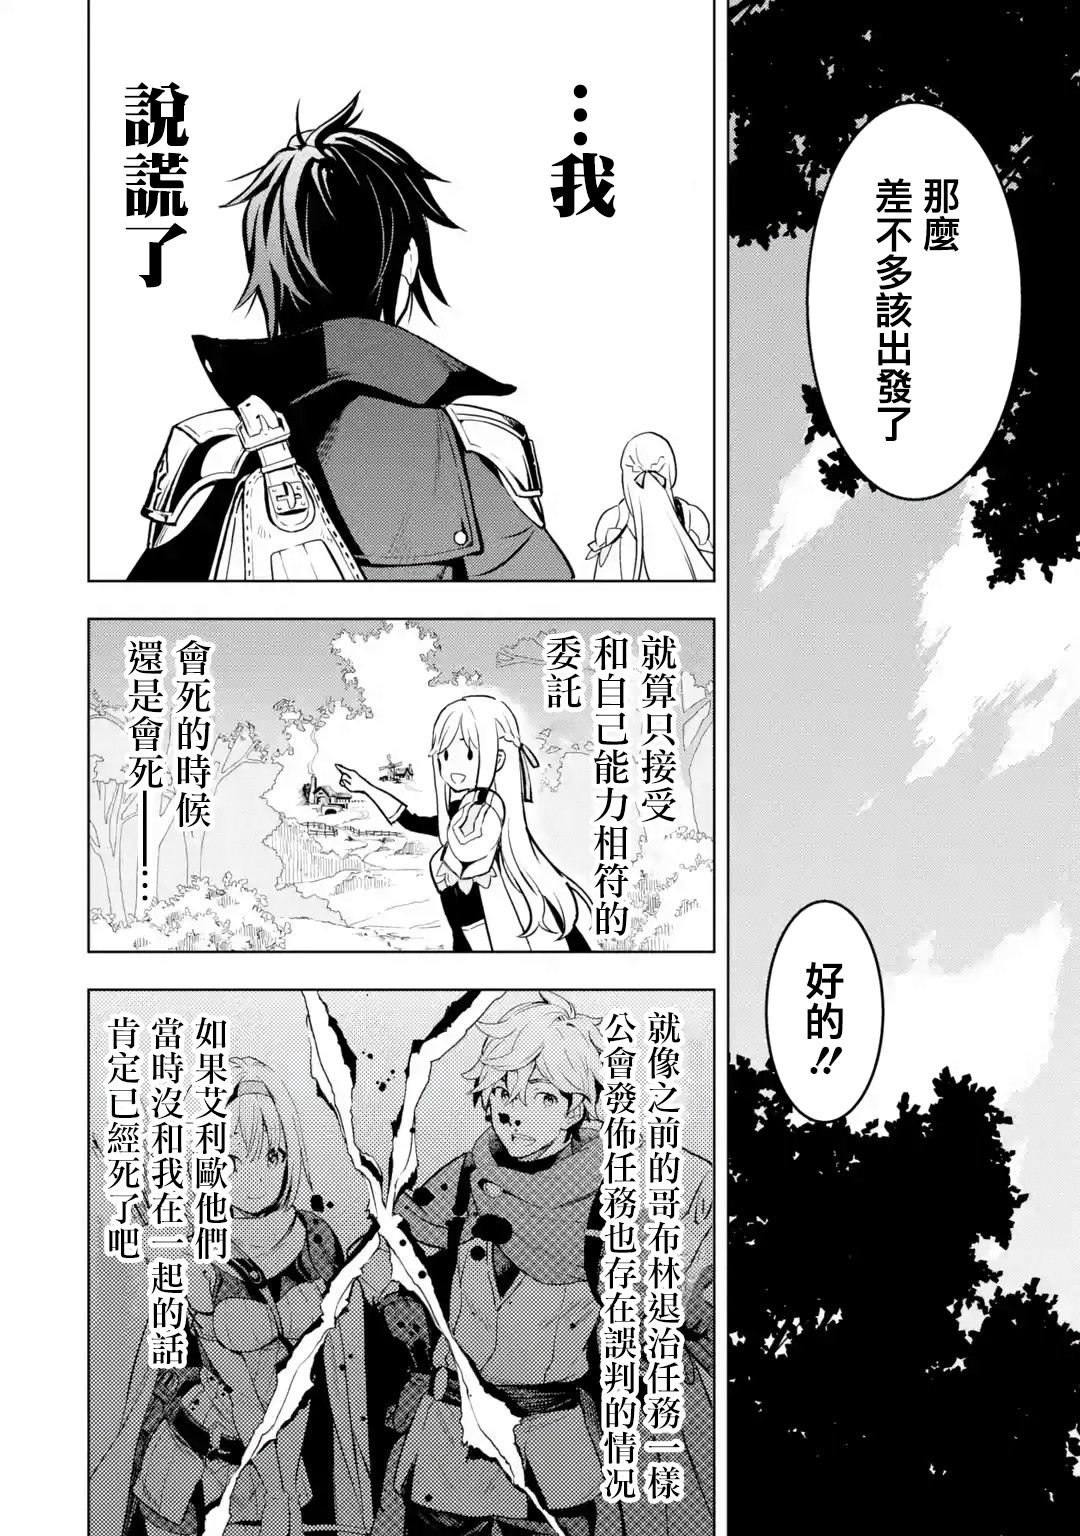 那麼
差不多該出發了
好的!!
…我
說謊了
就算只接受
和自己能力相符的
委託
會死的時候
還是會死——…
就像之前的哥布林退治任務一樣
公會發佈任務也存在誤判的情況
如果艾利歐他們
當時沒和我在一起的話
肯定已經死了吧